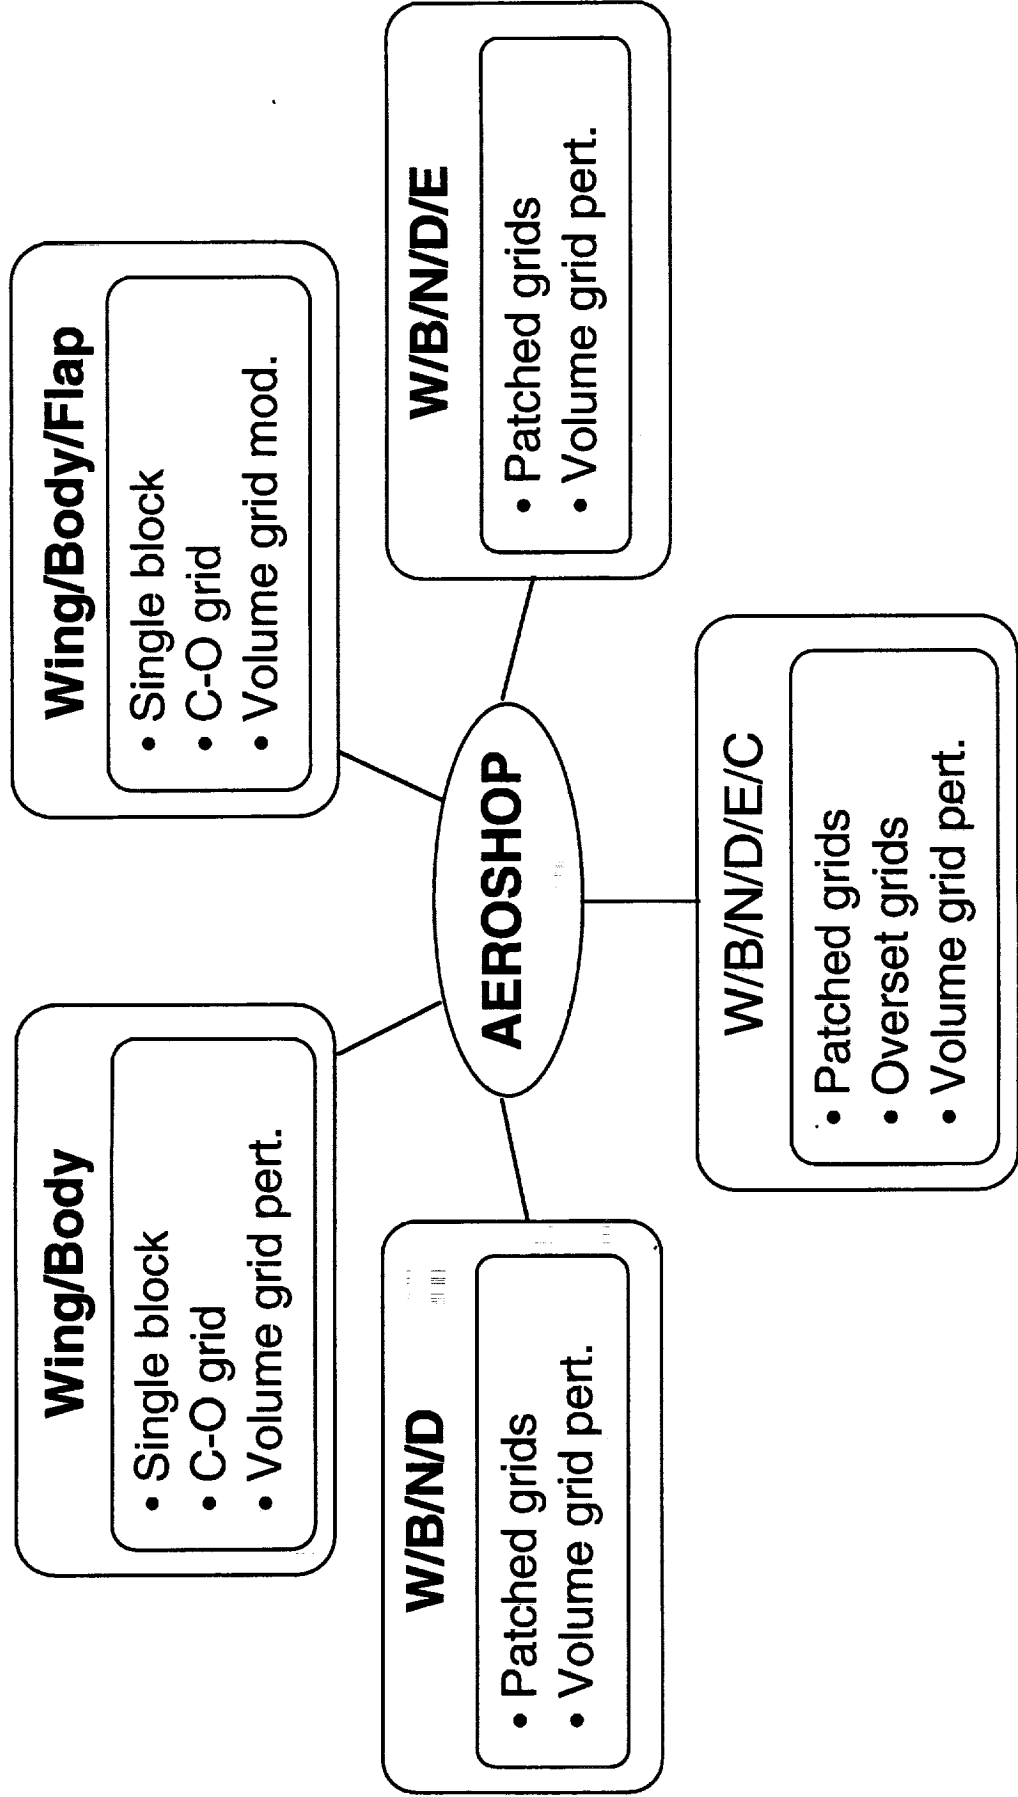 Wing/Body
• Single block
• C-O grid
• Volume grid pert.
Wing/Body/Flap
• Single block
• C-O grid
• Volume grid mod.
W/B/N/D
• Patched grids
• Volume grid pert.
AEROSHOP
W/B/N/D/E
• Patched grids
• Volume grid pert.
W/B/N/D/E/C
• Patched grids
• Overset grids
• Volume grid pert.